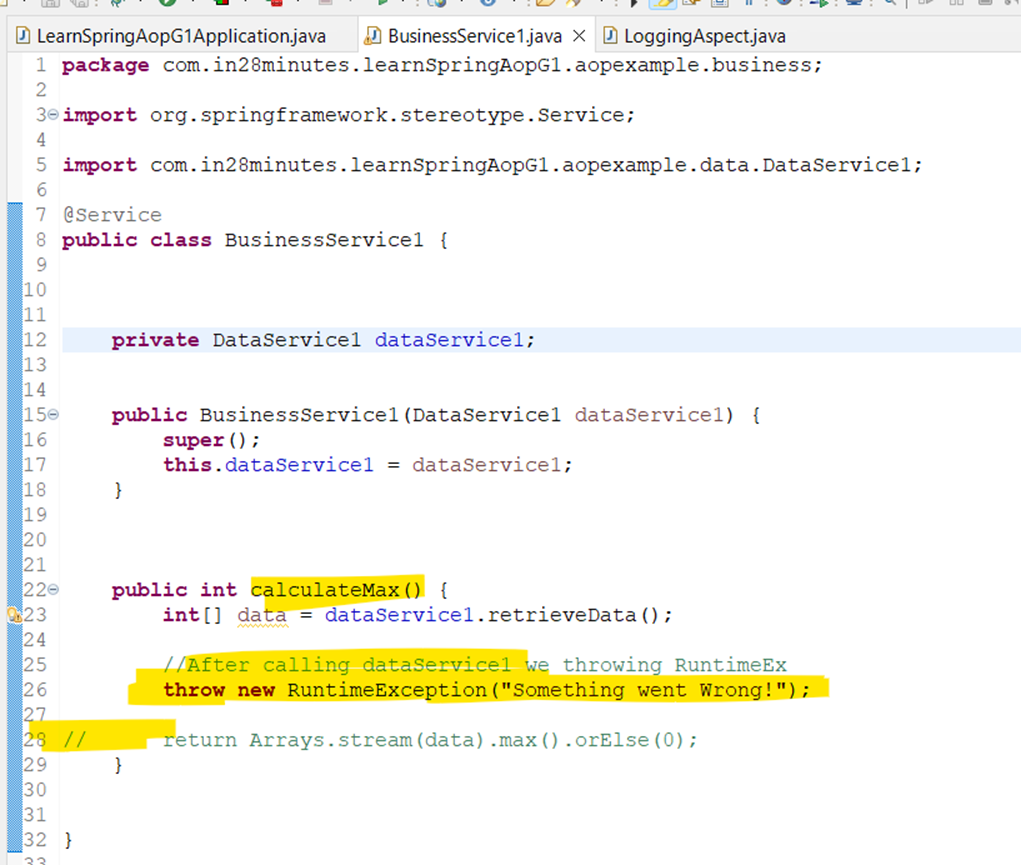 LearnSpringAopG1Application.java BusinessService1.java LoggingAspect.java
1 package com.in28minutes.learnSpringAopG1.aopexample.business;
2
3 import org.springframework.stereotype.Service;
4
5 import com.in28minutes.learnSpringAopG1.aopexample.data.DataService1;
6
7 @Service
8 public class BusinessService1 {
9
10
11
12 private DataService1 dataService1;
13
14
15 public BusinessService1(DataService1 dataService1) {
16 super();
17 this.dataService1 = dataService1;
18 }
19
20
21
22 public int calculateMax() {
23 int[] data = dataService1.retrieveData();
24
25 //After calling dataService1 we throwing RuntimeEx
26 throw new RuntimeException("Something went Wrong!");
27
28 // return Arrays.stream(data).max().orElse(0);
29 }
30
31
32 }
33